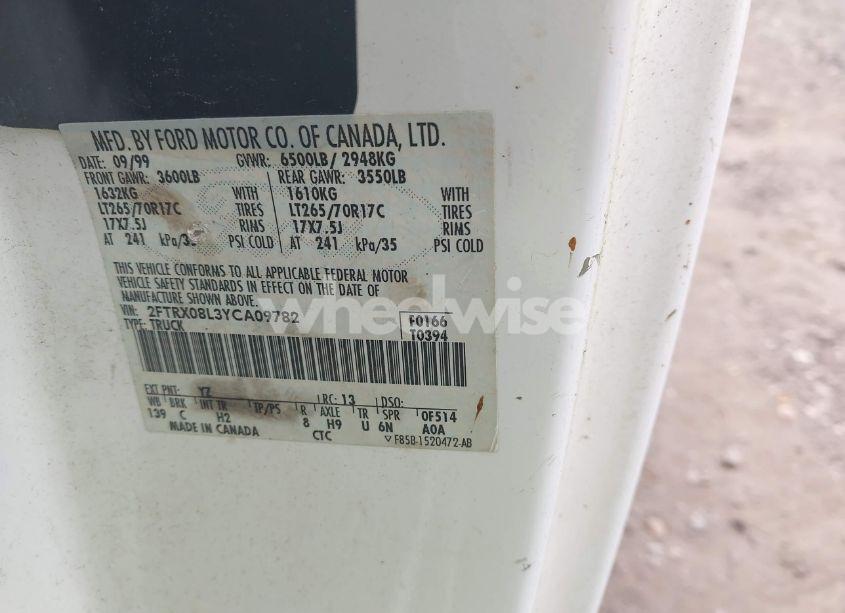 MFD. BY FORD MOTOR CO. OF CANADA, LTD.
DATE: 09/99 GVWR: 6500LB/ 2948KG
FRONT GAWR: 3600LB REAR GAWR: 3550LB
1632KG WITH 1610KG WITH
LT265/70R17C TIRES LT265/70R17C TIRES
17X7.5J RINS 17X7.5J RINS
AT 241 kPa/35 PSI COLD AT 241 kPa/35 PSI COLD
THIS VEHICLE CONFORMS TO ALL APPLICABLE FEDERAL MOTOR
VEHICLE SAFETY STANDARDS IN EFFECT ON THE DATE OF
MANUFACTURE SHOWN ABOVE.
VIN: 2FTRX08L3YCA09782 F0166
TYPE: TRUCK T0394
EXT PNT: YZ RC: 13 DSO:
WB BRK INT TR TP/PS R AXLE TR SPR 0F514
139 C H2 8 H9 U 6N A0A
MADE IN CANADA CTC F85B-1520472-AB
wheelwise